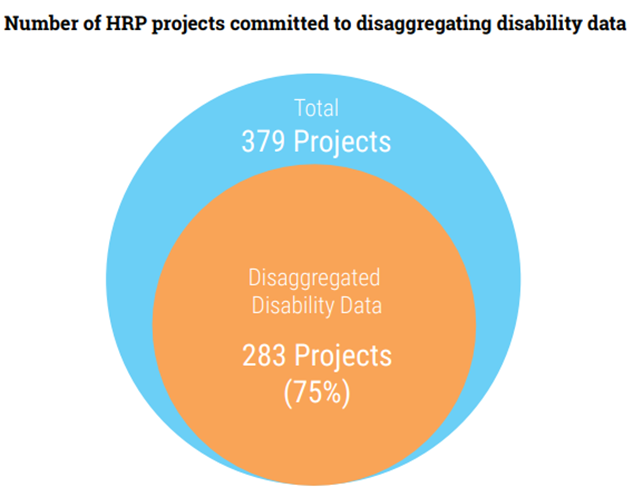 Number of HRP projects committed to disaggregating disability data
Total
379 Projects
Disaggregated
Disability Data
283 Projects
(75%)